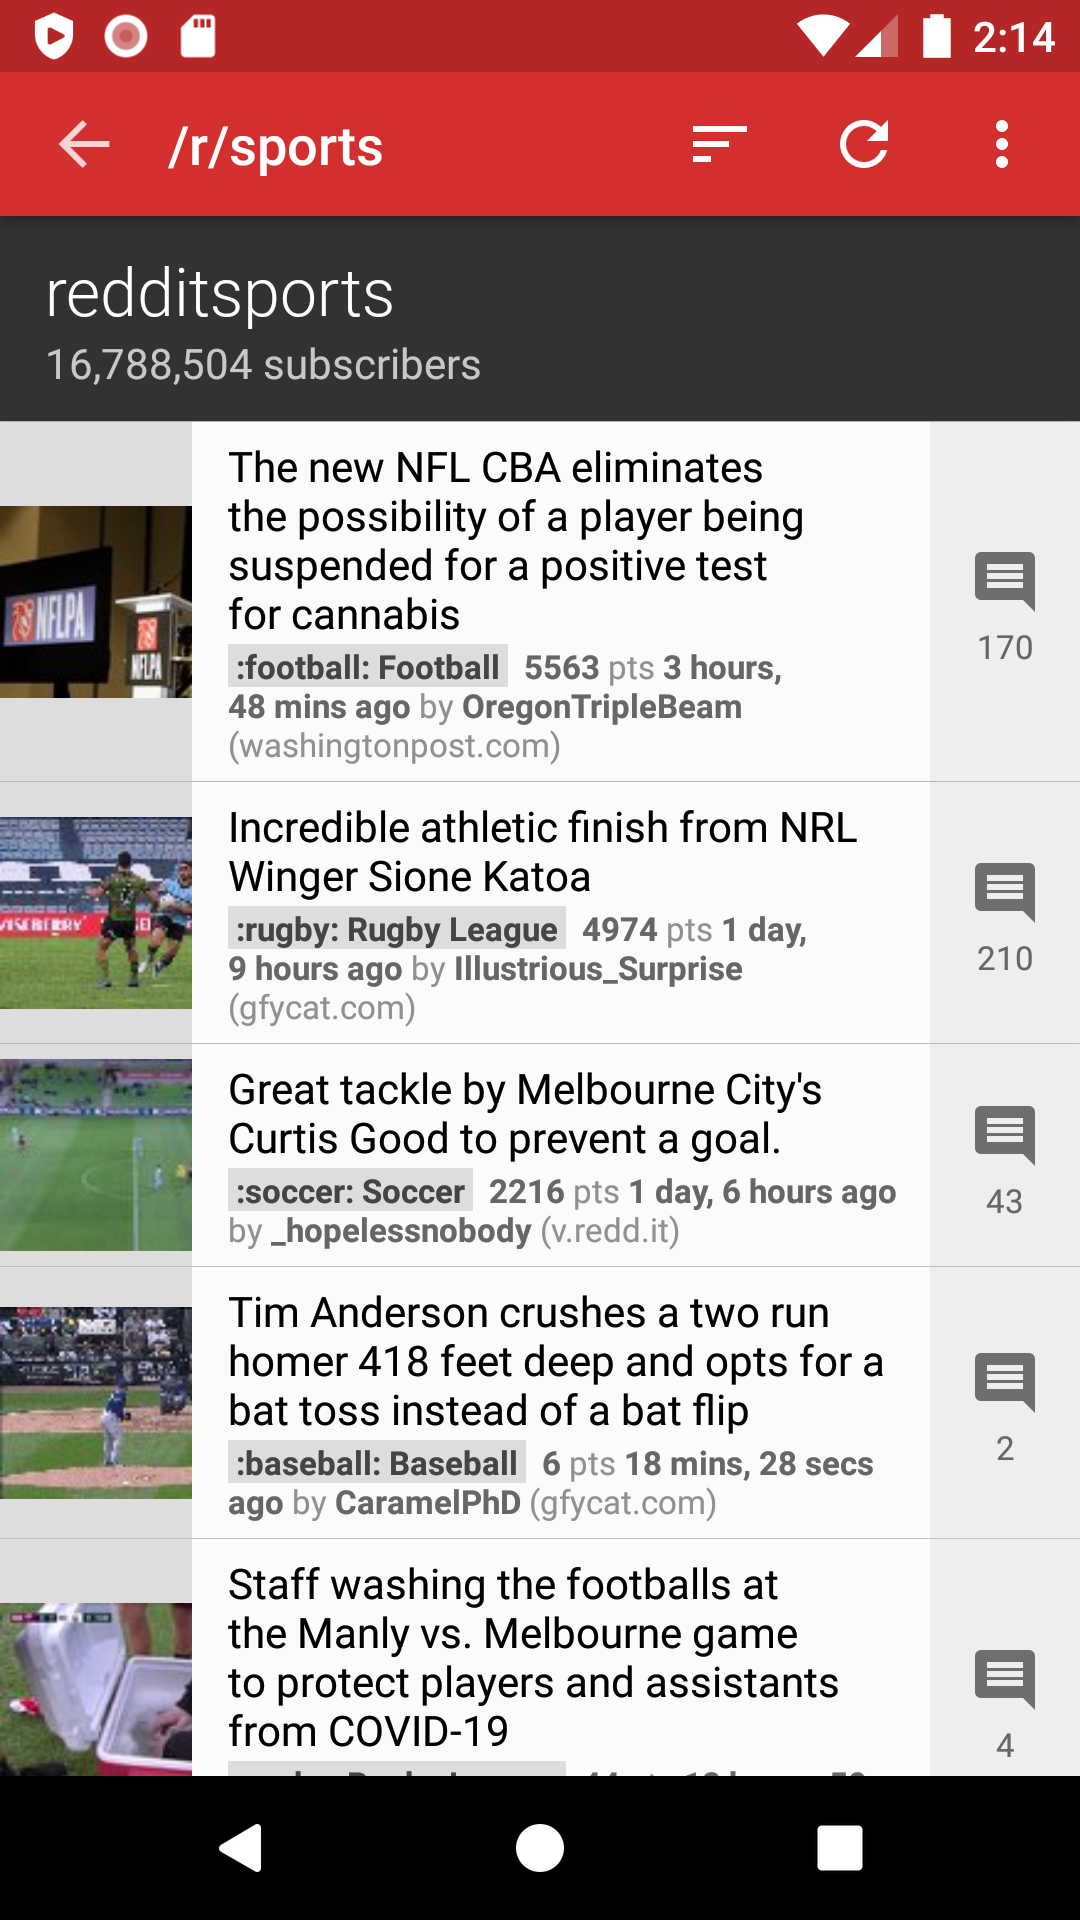 2:14
/r/sports
redditsports
16,788,504 subscribers
The new NFL CBA eliminates
the possibility of a player being
suspended for a positive test
for cannabis
:football: Football 5563 pts 3 hours,
48 mins ago by OregonTripleBeam
(washingtonpost.com)
170
NFLPA
NFLPA
Incredible athletic finish from NRL
Winger Sione Katoa
:rugby: Rugby League 4974 pts 1 day,
9 hours ago by Illustrious_Surprise
(gfycat.com)
210
Great tackle by Melbourne City's
Curtis Good to prevent a goal.
:soccer: Soccer 2216 pts 1 day, 6 hours ago
by _hopelessnobody (v.redd.it)
43
Tim Anderson crushes a two run
homer 418 feet deep and opts for a
bat toss instead of a bat flip
:baseball: Baseball 6 pts 18 mins, 28 secs
ago by CaramelPhD (gfycat.com)
2
Staff washing the footballs at
the Manly vs. Melbourne game
to protect players and assistants
from COVID-19
4